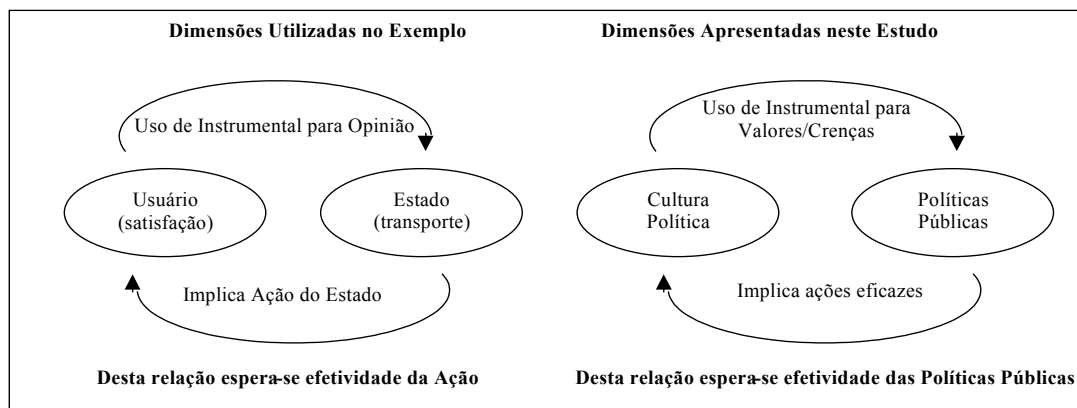 Dimensões Utilizadas no Exemplo
Uso de Instrumental para Opinião
Usuário
(satisfação)
Estado
(transporte)
Implica Ação do Estado
Desta relação espera-se efetividade da Ação
Dimensões Apresentadas neste Estudo
Uso de Instrumental para
Valores/Crenças
Cultura
Política
Políticas
Públicas
Implica ações eficazes
Desta relação espera-se efetividade das Políticas Públicas